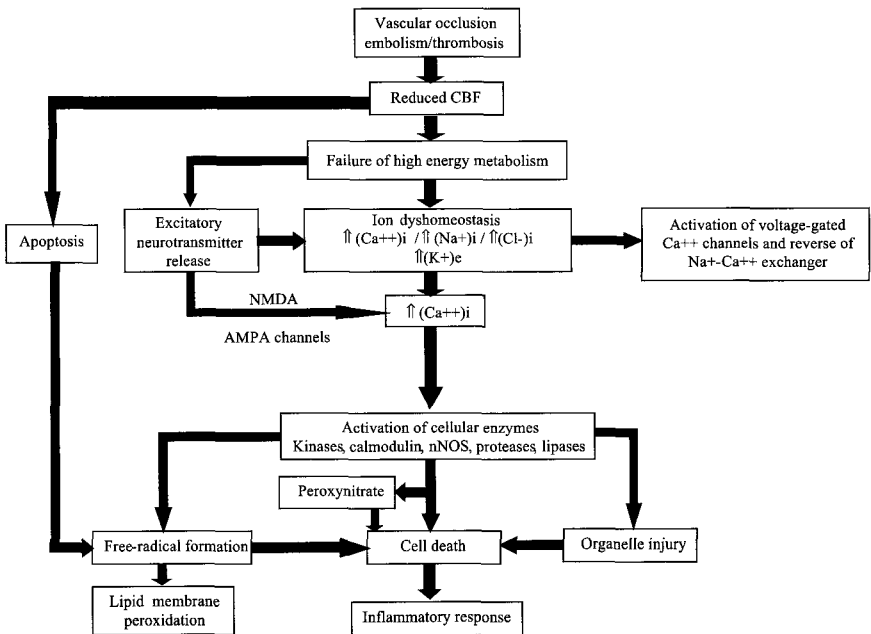 Vascular occlusion
embolism/thrombosis
Reduced CBF
Failure of high energy metabolism
Apoptosis
Excitatory
neurotransmitter
release
Ion dyshomeostasis
⇑(Ca++)i /⇑(Na+)i / ⇑(Cl-)i
⇑(K+)e
Activation of voltage-gated
Ca++ channels and reverse of
Na+-Ca++ exchanger
NMDA
AMPA channels
⇑(Ca++)i
Activation of cellular enzymes
Kinases, calmodulin, nNOS, proteases, lipases
Peroxynitrate
Free-radical formation
Cell death
Organelle injury
Lipid membrane
peroxidation
Inflammatory response